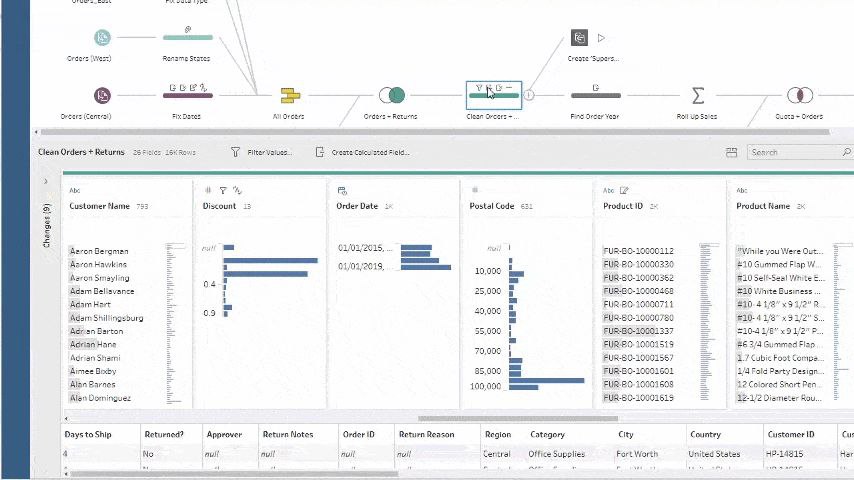 Orders_East
Fix Data Type
Orders (West)
Rename States
Create 'Supers...
Orders (Central)
Fix Dates
All Orders
Orders + Returns
Clean Orders + ...
Find Order Year
Roll Up Sales
Quota + Orders
Clean Orders + Returns 26 Fields 16K Rows Filter Values... Create Calculated Field... Search
Changes (9)
Abc
#
#
Abc
Abc
Customer Name 793
Discount 13
Order Date 1K
Postal Code 631
Product ID 2K
Product Name 2K
Aaron Bergman
Aaron Hawkins
Aaron Smayling
Adam Bellavance
Adam Hart
Adam Shillingsburg
Adrian Barton
Adrian Hane
Adrian Shami
Aimee Bixby
Alan Barnes
Alan Dominguez
null
0.4
0.9
01/01/2015, ...
01/01/2019, ...
null
10,000
25,000
40,000
55,000
70,000
85,000
100,000
FUR-BO-10000112
FUR-BO-10000330
FUR-BO-10000362
FUR-BO-10000468
FUR-BO-10000711
FUR-BO-10000780
FUR-BO-10001337
FUR-BO-10001519
FUR-BO-10001567
FUR-BO-10001601
FUR-BO-10001608
FUR-BO-10001619
"While you Were Out...
#10 Gummed Flap W...
#10 Self-Seal White E...
#10 White Business ...
#10- 4 1/8" x 9 1/2" R...
#10- 4 1/8" x 9 1/2" S...
#10-4 1/8" x 9 1/2" P...
#6 3/4 Gummed Flap...
1.7 Cubic Foot Compa...
1/4 Fold Party Design...
12 Colored Short Pen...
12-1/2 Diameter Rou...
Days to Ship Returned? Approver Return Notes Order ID Return Reason Region Category City Country Customer ID Cus
4 No null null null null Central Office Supplies Fort Worth United States HP-14815 Har